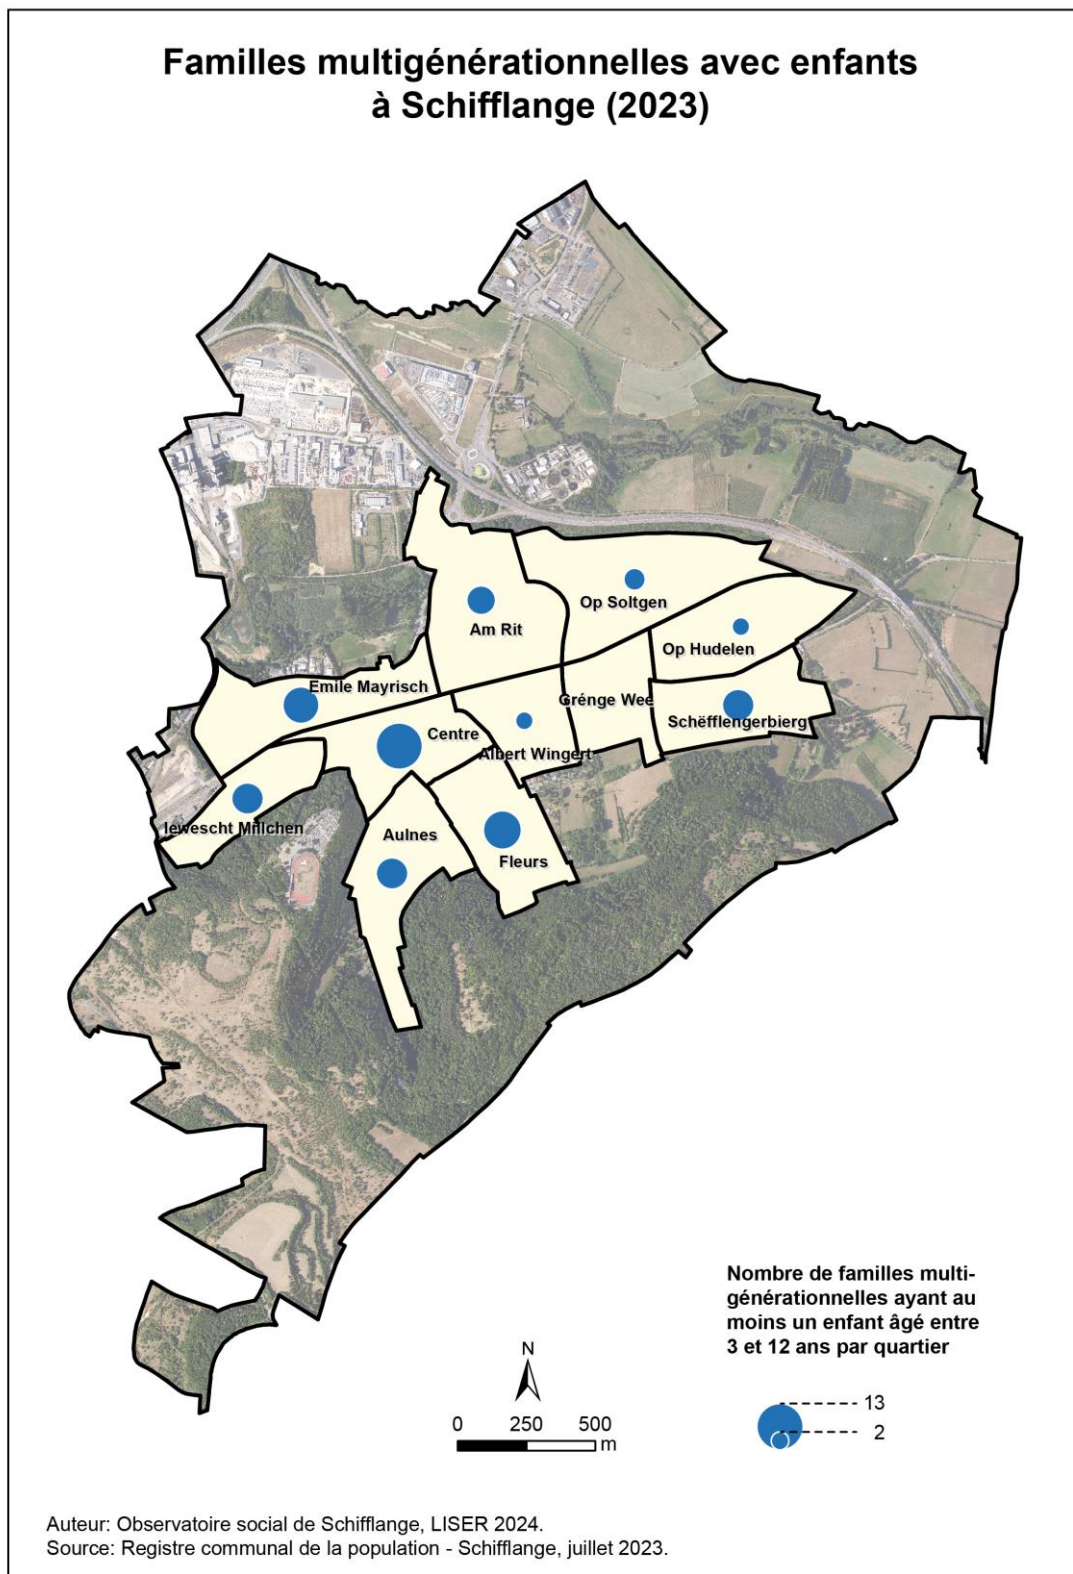 Familles multigénérationnelles avec enfants
à Schifflange (2023)
Op Soltgen
Am Rit
Op Hudelen
Emile Mayrisch
Grénge Wee
Schëfflengerbierg
Centre
Albert Wingert
Iewescht Millchen
Aulnes
Fleurs
Nombre de familles multi-
générationnelles ayant au
moins un enfant âgé entre
3 et 12 ans par quartier
N
0 250 500
m
13
2
Auteur: Observatoire social de Schifflange, LISER 2024.
Source: Registre communal de la population - Schifflange, juillet 2023.